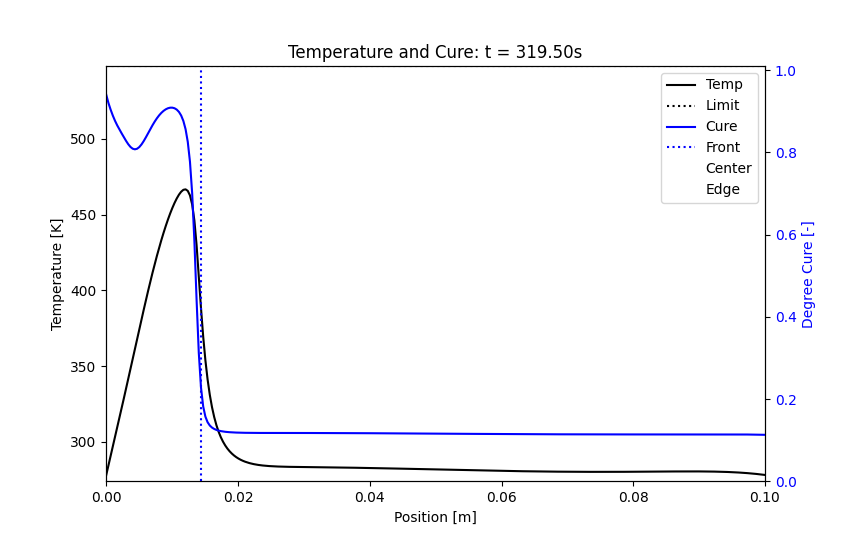 Temperature and Cure: t = 319.50s
Temp
Limit
Cure
Front
Center
Edge
Temperature [K]
500
450
400
350
300
Degree Cure [-]
1.0
0.8
0.6
0.4
0.2
0.0
0.00 0.02 0.04 0.06 0.08 0.10
Position [m]